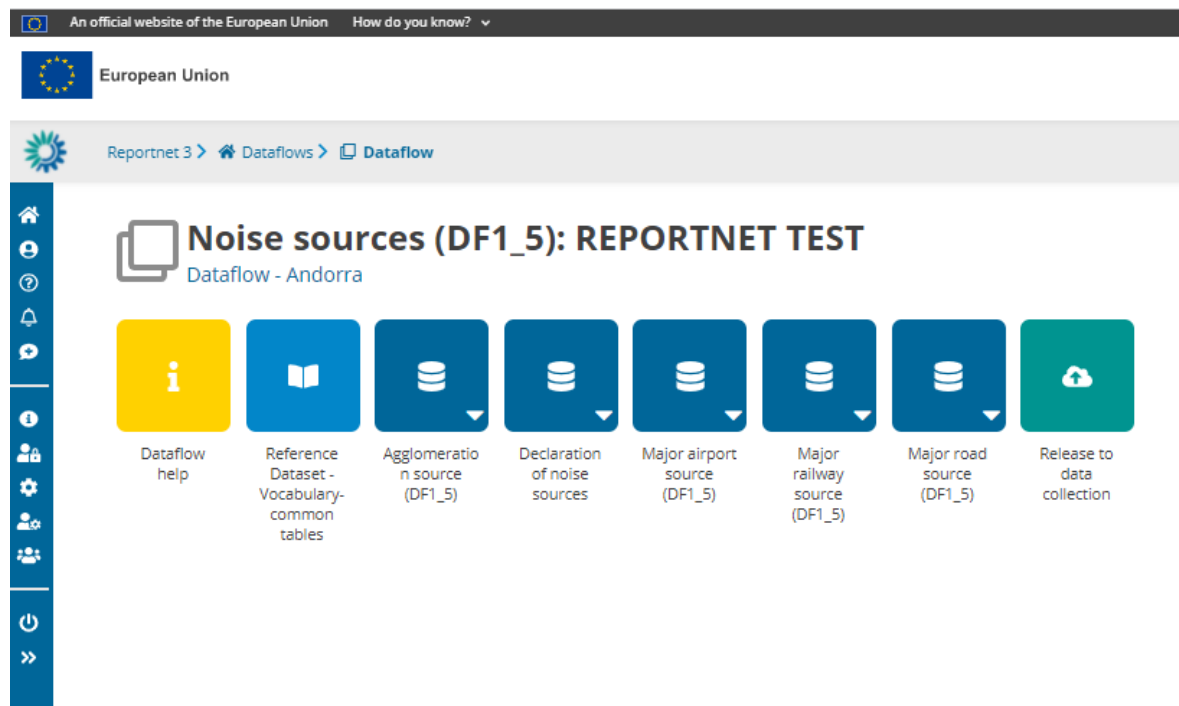 An official website of the European Union How do you know?
European Union
Reportnet 3 Dataflows Dataflow
Noise sources (DF1_5): REPORTNET TEST
Dataflow - Andorra
Dataflow
help
Reference
Dataset -
Vocabulary-
common
tables
Agglomeratio
n source
(DF1_5)
Declaration
of noise
sources
Major airport
source
(DF1_5)
Major
railway
source
(DF1_5)
Major road
source
(DF1_5)
Release to
data
collection